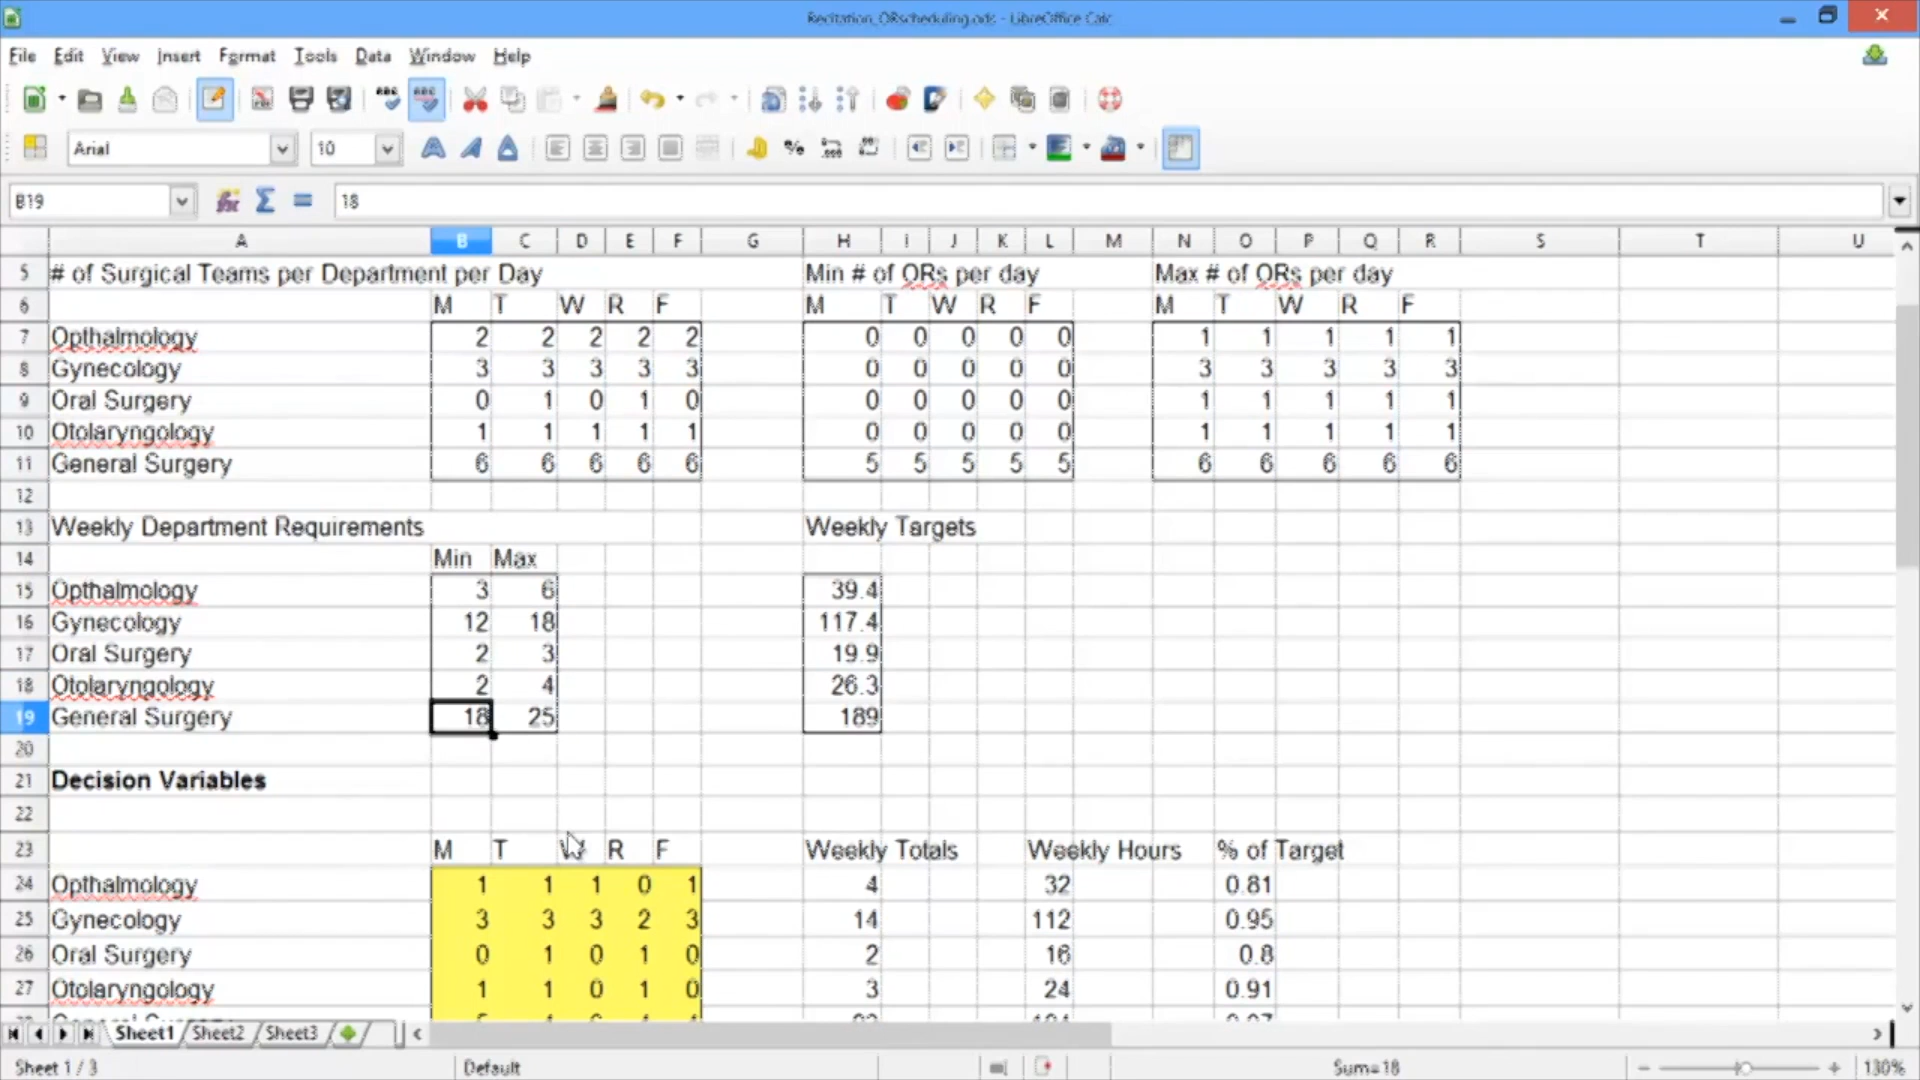 Recitation_ORscheduling.ods - LibreOffice Calc
File Edit View Insert Format Tools Data Window Help
Arial 10
B19 18
A B C D E F G H I J K L M N O P Q R S T U
5 # of Surgical Teams per Department per Day Min # of ORs per day Max # of ORs per day
6 M T W R F M T W R F M T W R F
7 Opthalmology 2 2 2 2 2 0 0 0 0 0 1 1 1 1 1
8 Gynecology 3 3 3 3 3 0 0 0 0 0 3 3 3 3 3
9 Oral Surgery 0 1 0 1 0 0 0 0 0 0 1 1 1 1 1
10 Otolaryngology 1 1 1 1 1 0 0 0 0 0 1 1 1 1 1
11 General Surgery 6 6 6 6 6 5 5 5 5 5 6 6 6 6 6
12
13 Weekly Department Requirements Weekly Targets
14 Min Max
15 Opthalmology 3 6 39.4
16 Gynecology 12 18 117.4
17 Oral Surgery 2 3 19.9
18 Otolaryngology 2 4 26.3
19 General Surgery 18 25 189
20
21 Decision Variables
22
23 M T W R F Weekly Totals Weekly Hours % of Target
24 Opthalmology 1 1 1 0 1 4 32 0.81
25 Gynecology 3 3 3 2 3 14 112 0.95
26 Oral Surgery 0 1 0 1 0 2 16 0.8
27 Otolaryngology 1 1 0 1 0 3 24 0.91
Sheet1 Sheet2 Sheet3
Sheet 1 / 3 Default Sum=18 130%